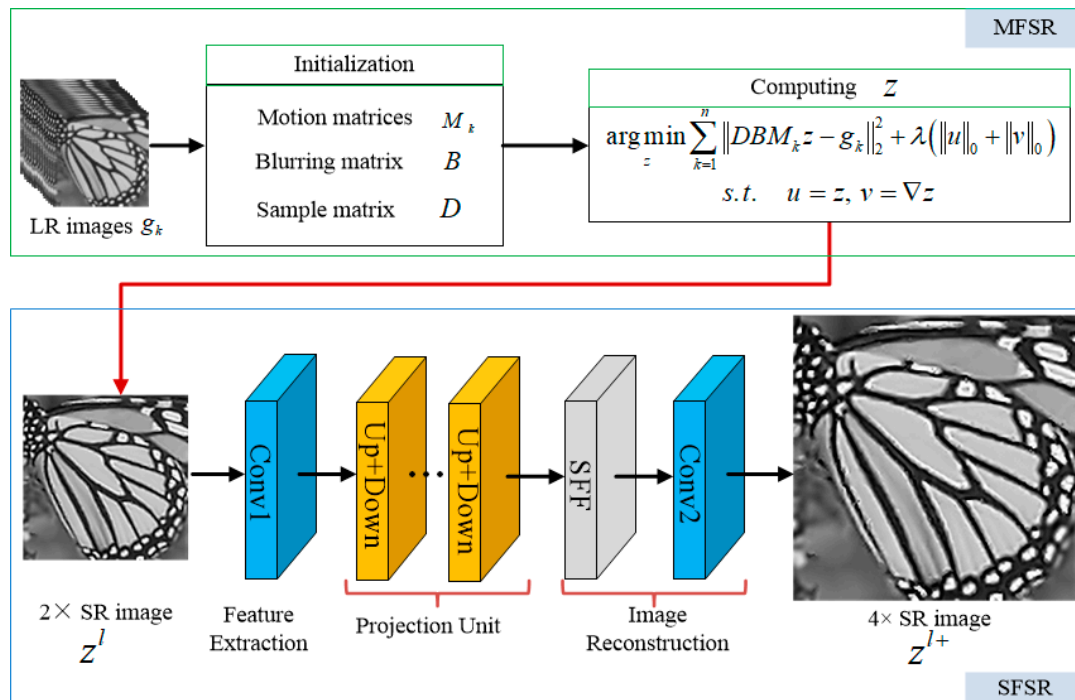 MFSR
Initialization
Motion matrices M_k
Blurring matrix B
Sample matrix D
LR images g_k
Computing z
arg min_z \sum_{k=1}^{n} ‖DBM_k z − g_k‖_2^2 + λ(‖u‖_0 + ‖v‖_0)
s.t. u = z, v = ∇z
Conv1
Up+Down
...
Up+Down
SFF
Conv2
2× SR image
z^l
Feature
Extraction
Projection Unit
Image
Reconstruction
4× SR image
z^{l+}
SFSR